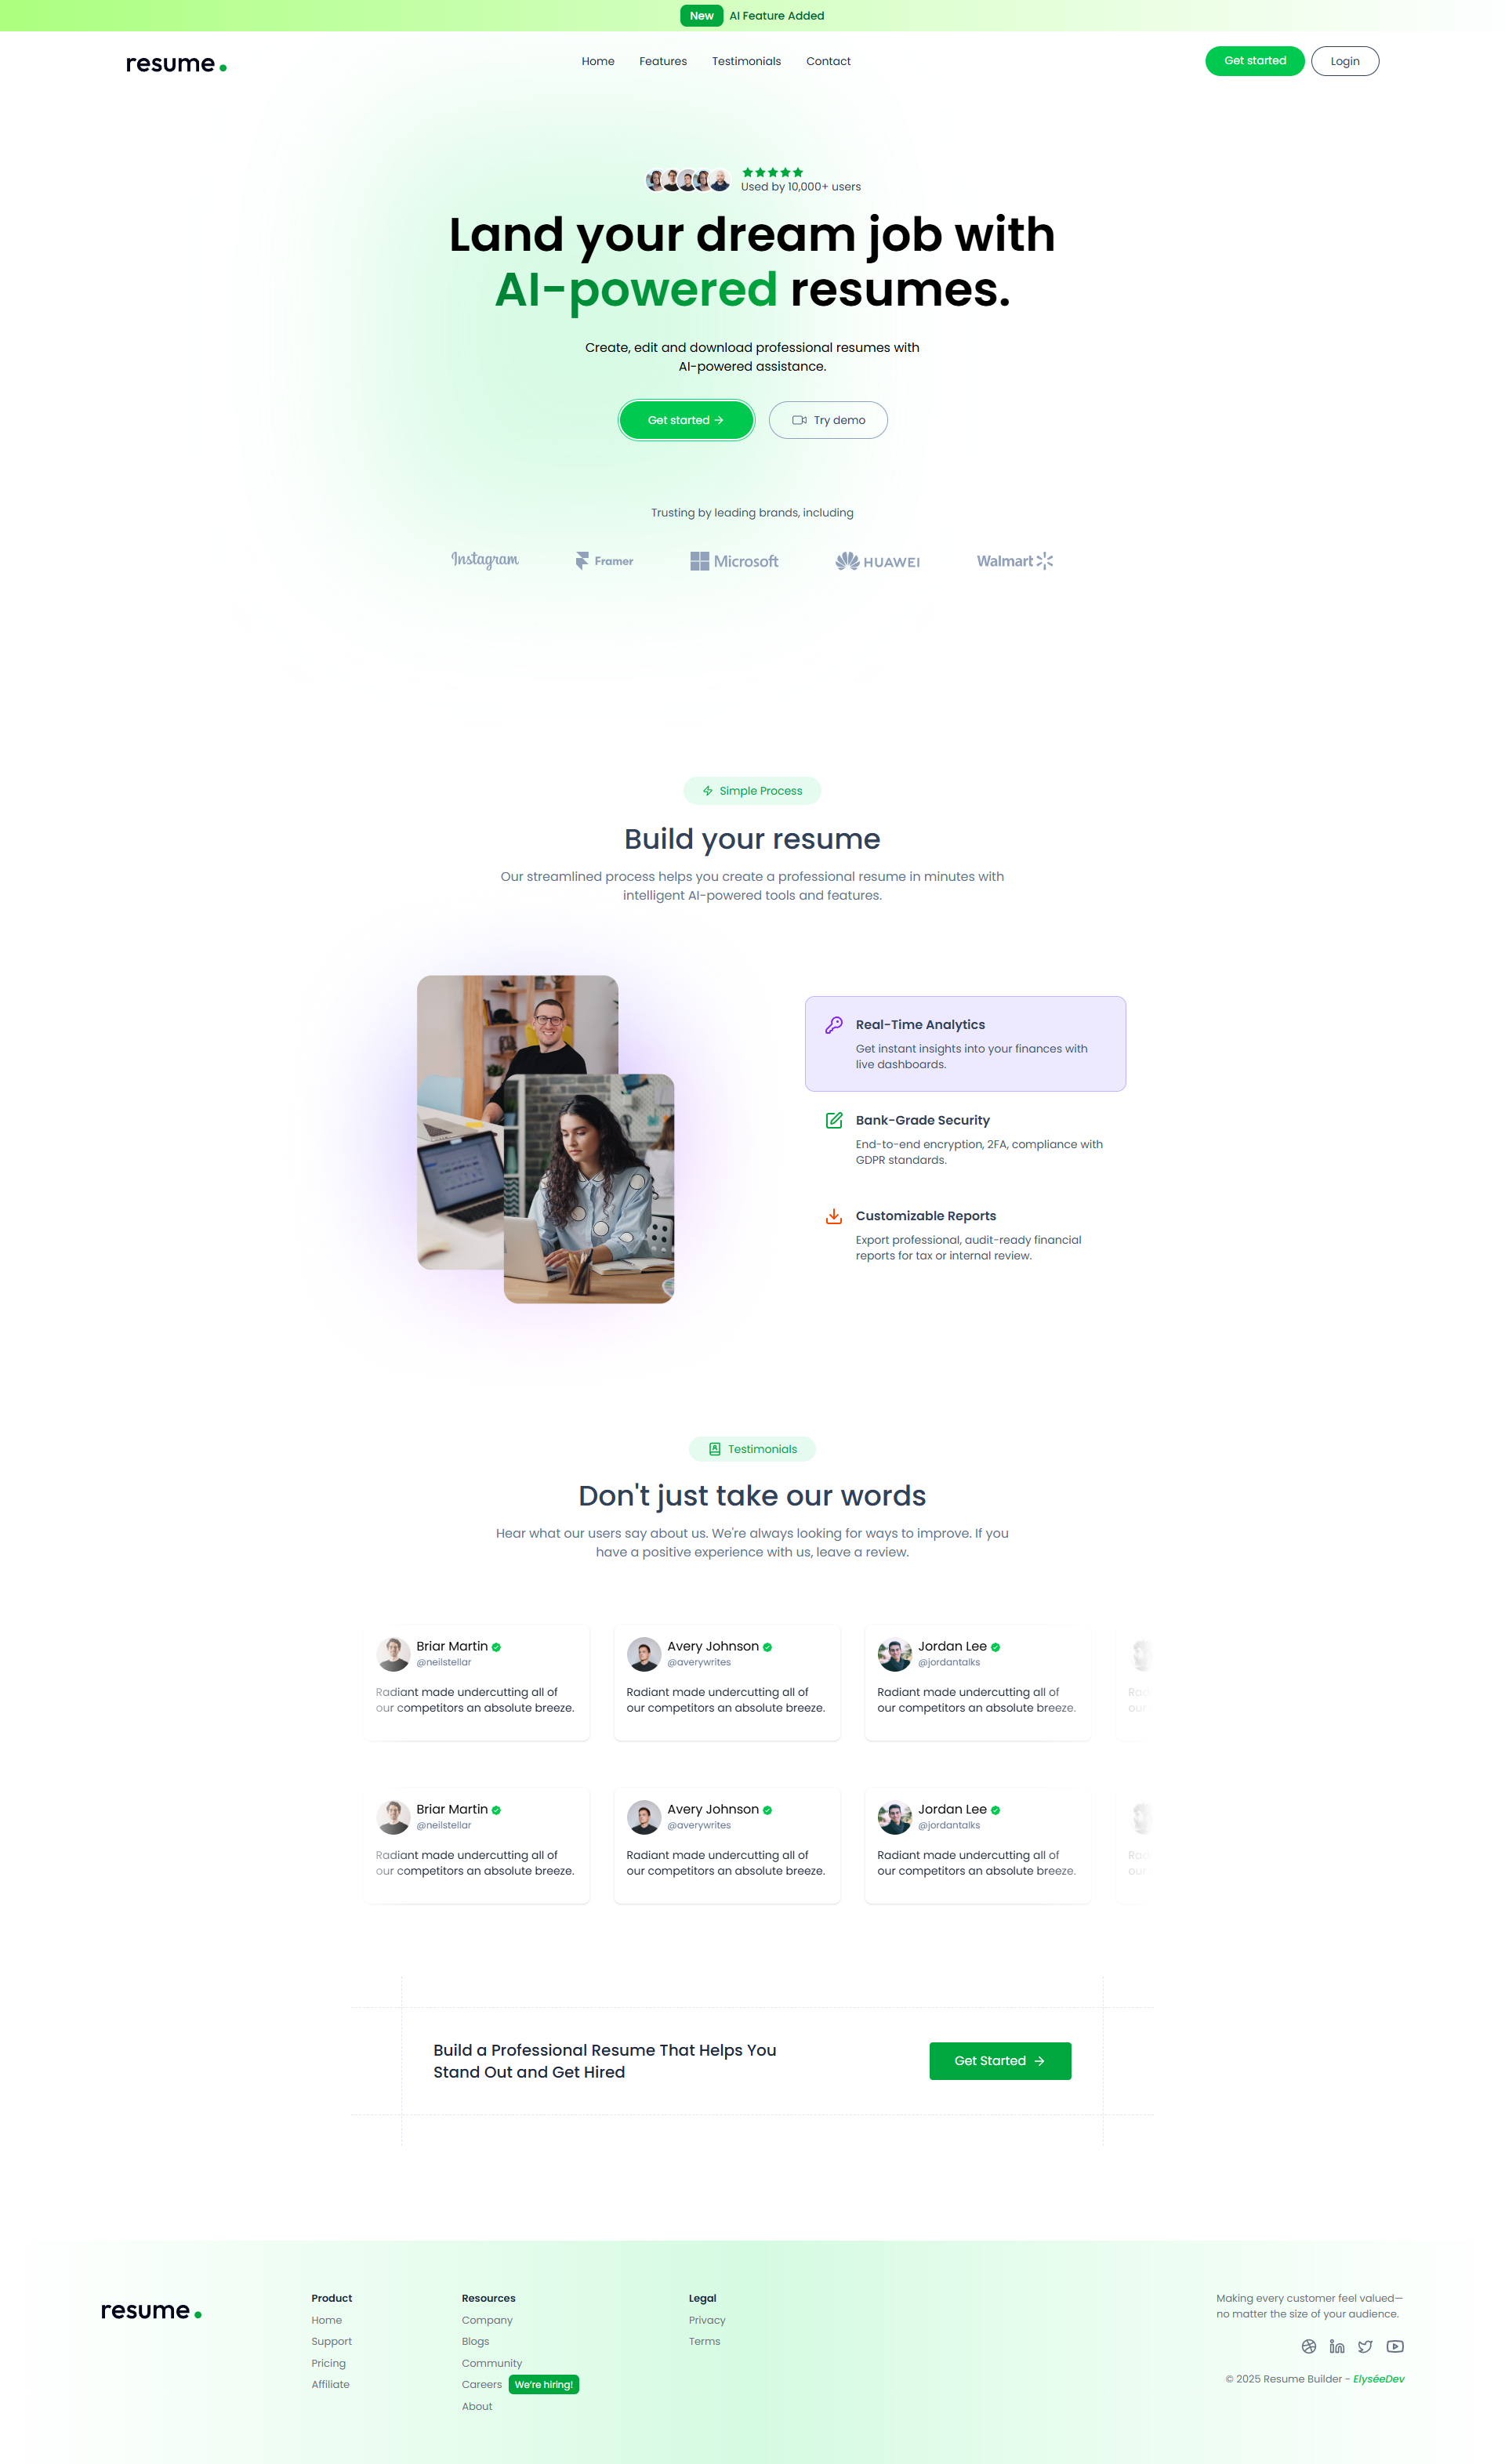 New AI Feature Added
resume.
Home Features Testimonials Contact
Get started Login
Used by 10,000+ users
Land your dream job with
AI-powered resumes.
Create, edit and download professional resumes with
AI-powered assistance.
Get started →
Try demo
Trusting by leading brands, including
Instagram Framer Microsoft HUAWEI Walmart
Simple Process
Build your resume
Our streamlined process helps you create a professional resume in minutes with
intelligent AI-powered tools and features.
Real-Time Analytics
Get instant insights into your finances with
live dashboards.
Bank-Grade Security
End-to-end encryption, 2FA, compliance with
GDPR standards.
Customizable Reports
Export professional, audit-ready financial
reports for tax or internal review.
Testimonials
Don't just take our words
Hear what our users say about us. We're always looking for ways to improve. If you
have a positive experience with us, leave a review.
Briar Martin
@neilstellar
Radiant made undercutting all of
our competitors an absolute breeze.
Avery Johnson
@averywrites
Radiant made undercutting all of
our competitors an absolute breeze.
Jordan Lee
@jordantalks
Radiant made undercutting all of
our competitors an absolute breeze.
Briar Martin
@neilstellar
Radiant made undercutting all of
our competitors an absolute breeze.
Avery Johnson
@averywrites
Radiant made undercutting all of
our competitors an absolute breeze.
Jordan Lee
@jordantalks
Radiant made undercutting all of
our competitors an absolute breeze.
Build a Professional Resume That Helps You
Stand Out and Get Hired
Get Started →
resume.
Product
Home
Support
Pricing
Affiliate
Resources
Company
Blogs
Community
Careers We're hiring!
About
Legal
Privacy
Terms
Making every customer feel valued—
no matter the size of your audience.
© 2025 Resume Builder - ElyséeDev